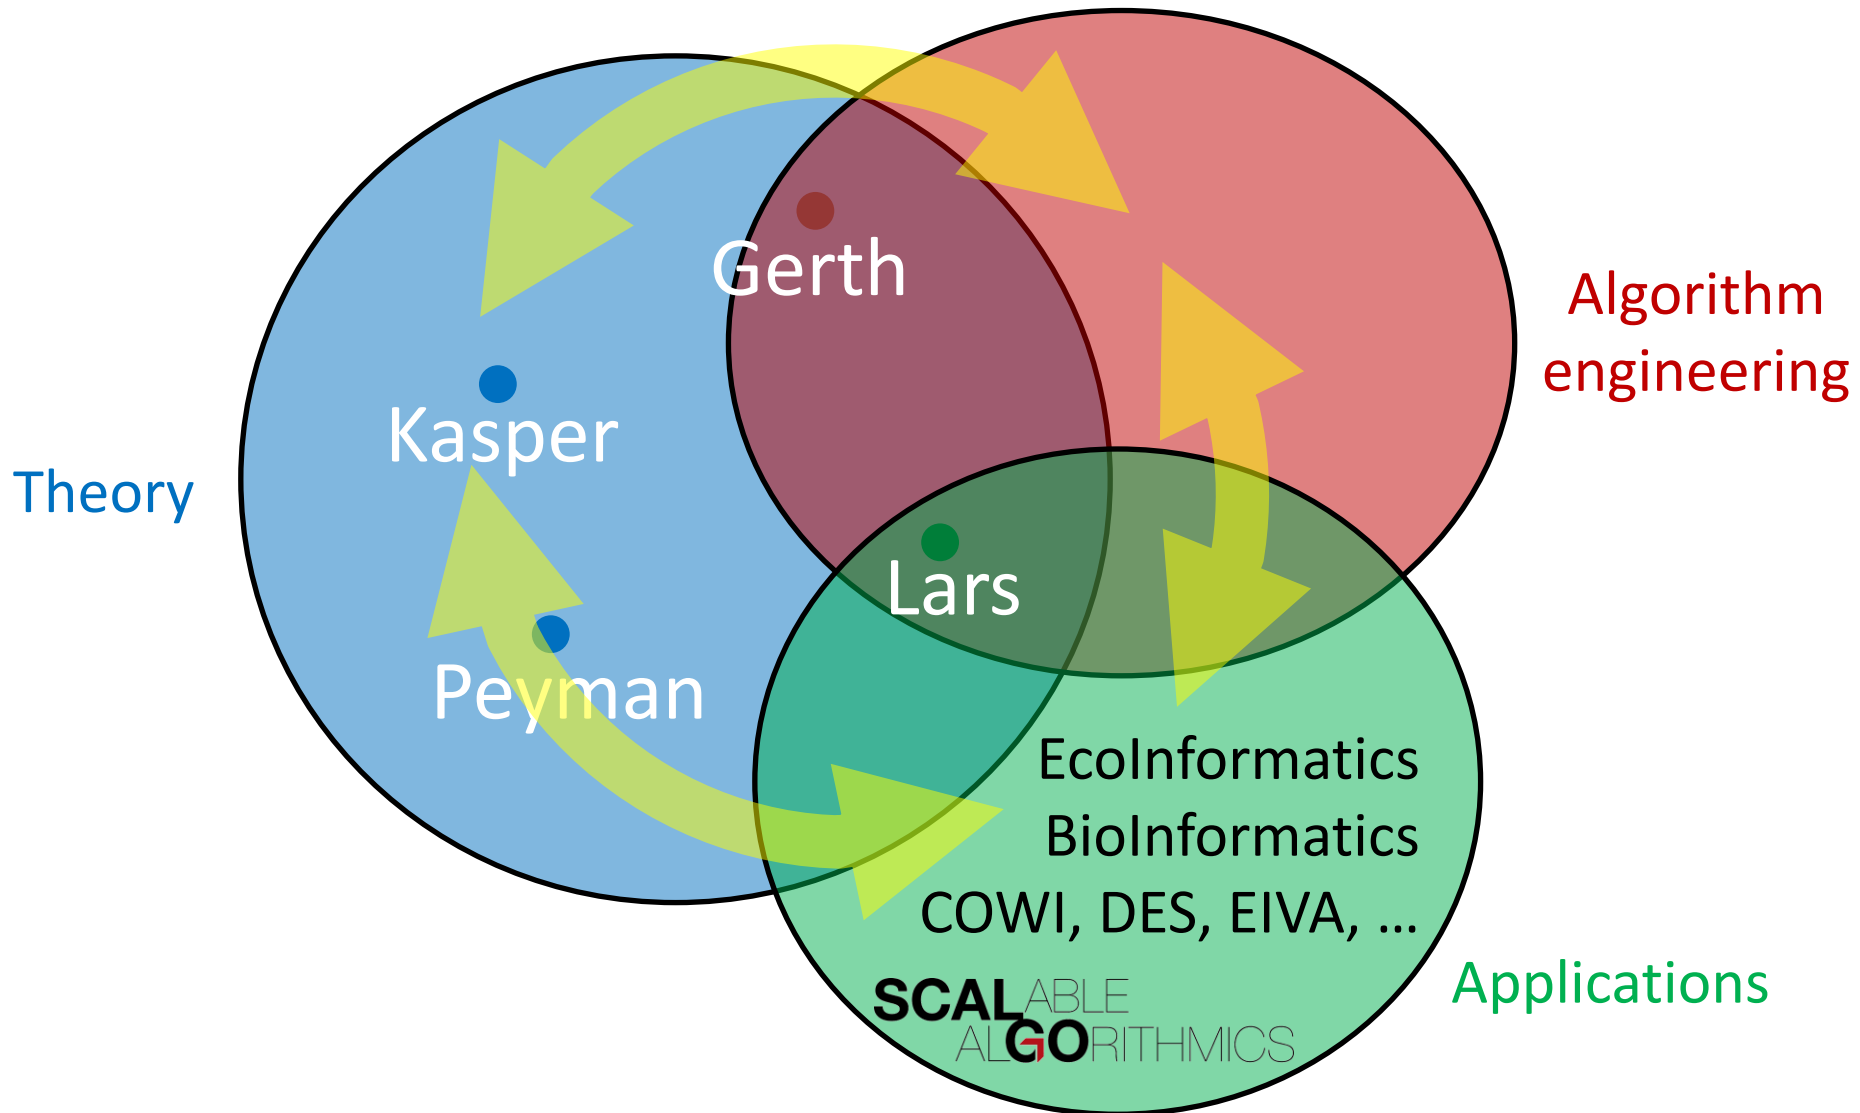 Gerth
Algorithm
engineering
Kasper
Theory
Lars
Peyman
EcoInformatics
BioInformatics
COWI, DES, EIVA, ...
Applications
SCALABLE
ALGORITHMICS